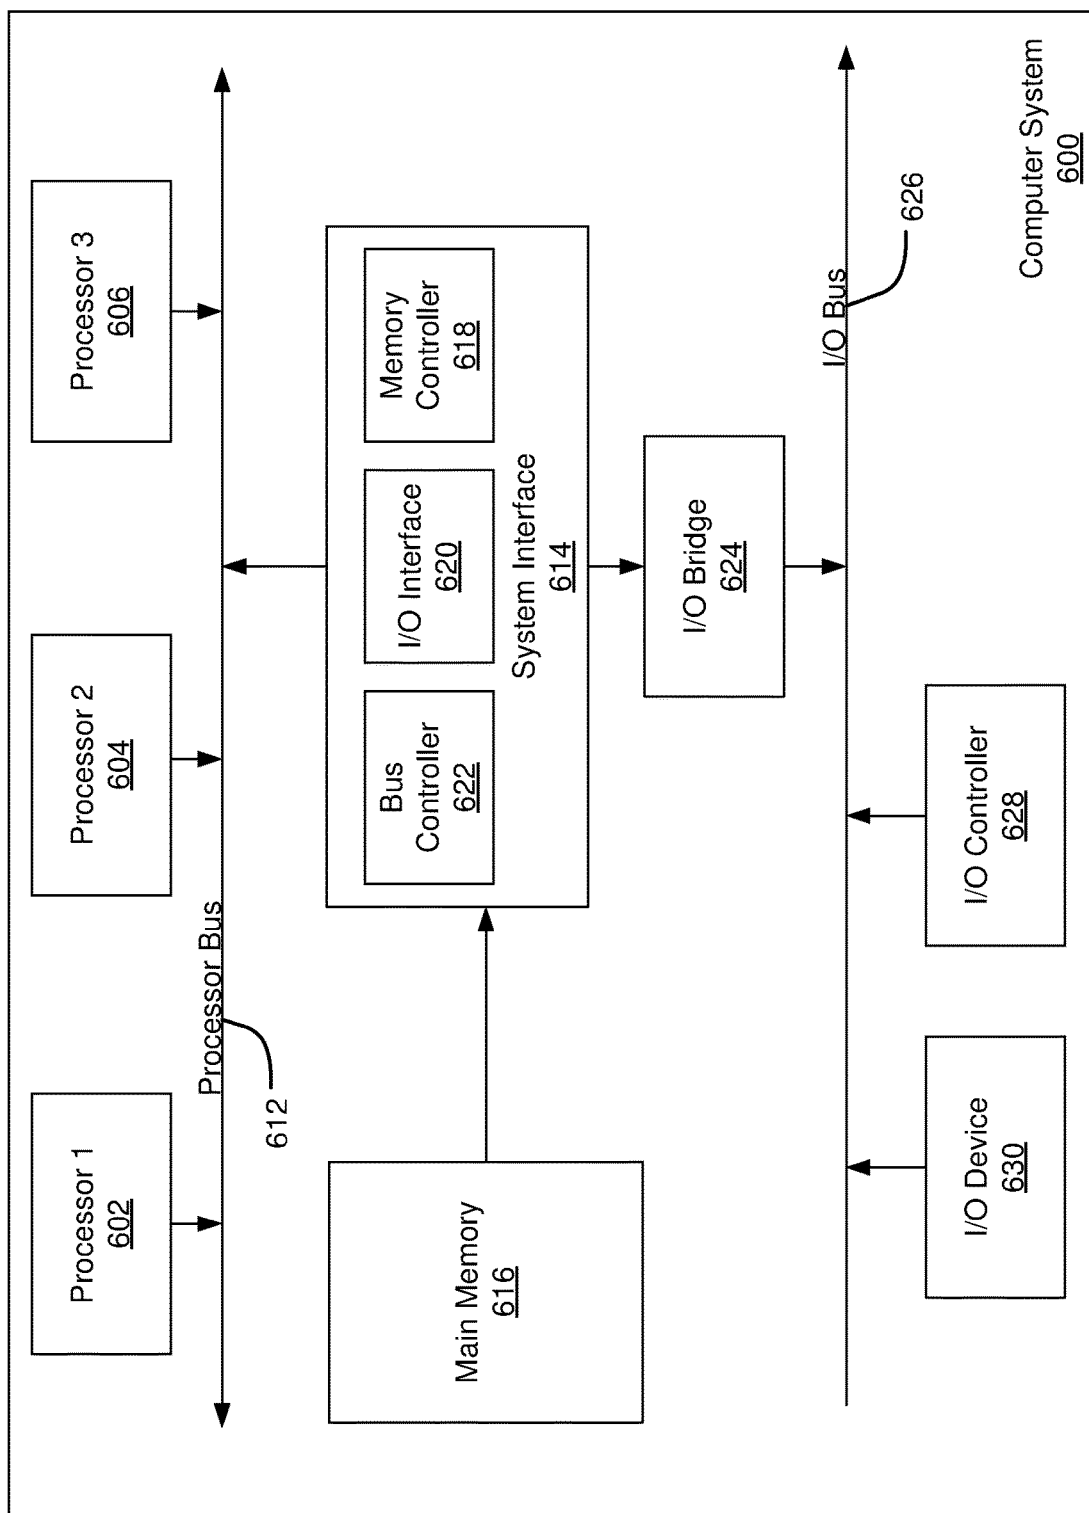 Processor 1
602
Processor 2
604
Processor 3
606
Processor Bus
612
Main Memory
616
Bus
Controller
622
I/O Interface
620
Memory
Controller
618
System Interface
614
I/O Bridge
624
I/O Bus
626
I/O Device
630
I/O Controller
628
Computer System
600